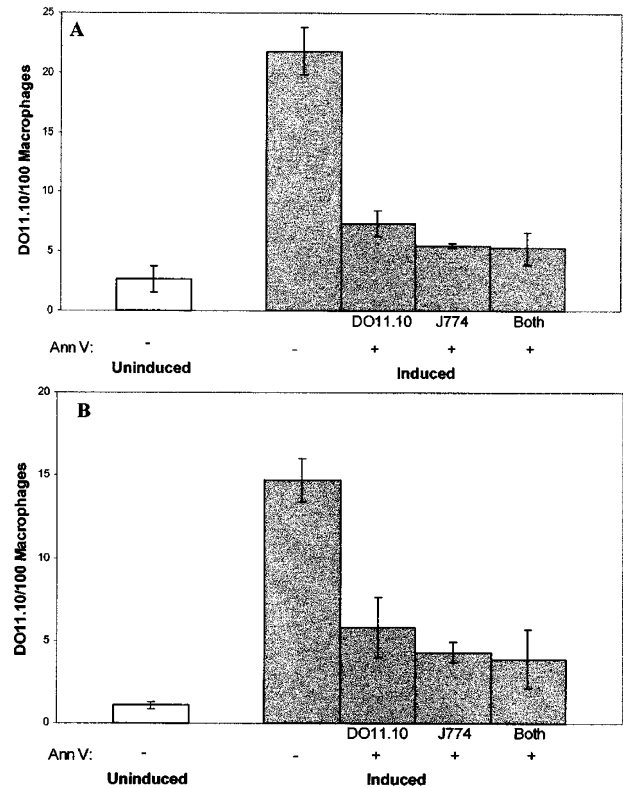 A
25
20
15
10
5
0
DO11.10/100 Macrophages
DO11.10 J774 Both
Ann V: - - + + +
Uninduced Induced
B
20
15
10
5
0
DO11.10/100 Macrophages
DO11.10 J774 Both
Ann V: - - + + +
Uninduced Induced